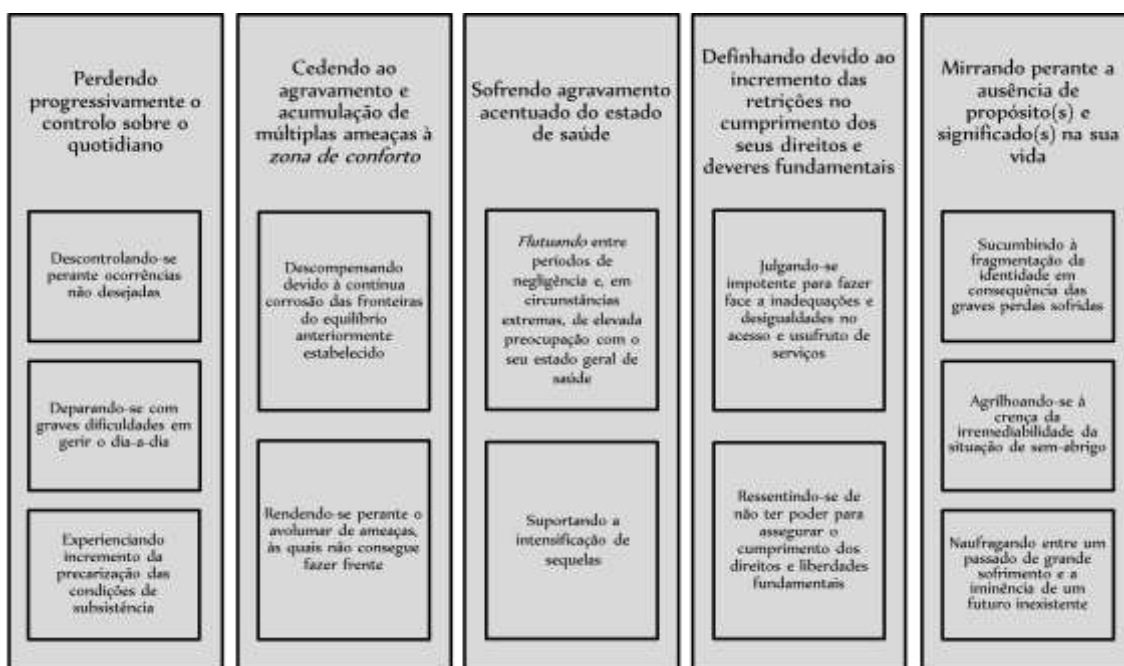 Perdendo
progressivamente o
controlo sobre o
quotidiano
Descontrolando-se
perante ocorrências
não desejadas
Deparando-se com
graves dificuldades em
gerir o dia-a-dia
Experienciando
incremento da
precarização das
condições de
subsistência
Cedendo ao
agravamento e
acumulação de
múltiplas ameaças à
zona de conforto
Descompensando
devido à contínua
corrosão das fronteiras
do equilíbrio
anteriormente
estabelecido
Rendendo-se perante o
avolumar de ameaças,
às quais não consegue
fazer frente
Sofrendo agravamento
acentuado do estado
de saúde
Flutuando entre
períodos de
negligência e, em
circunstâncias
extremas, de elevada
preocupação com o
seu estado geral de
saúde
Suportando a
intensificação de
sequelas
Definhando devido ao
incremento das
retrições no
cumprimento dos
seus direitos e
deveres fundamentais
Julgando-se
impotente para fazer
face a inadequações e
desigualdades no
acesso e usufruto de
serviços
Ressentindo-se de
não ter poder para
assegurar o
cumprimento dos
direitos e liberdades
fundamentais
Mirrando perante a
ausência de
propósito(s) e
significado(s) na sua
vida
Sucumbindo à
fragmentação da
identidade em
consequência das
graves perdas sofridas
Agrilhoando-se à
crença da
irremediabilidade da
situação de sem-abrigo
Naufragando entre um
passado de grande
sofrimento e a
iminência de um
futuro inexistente